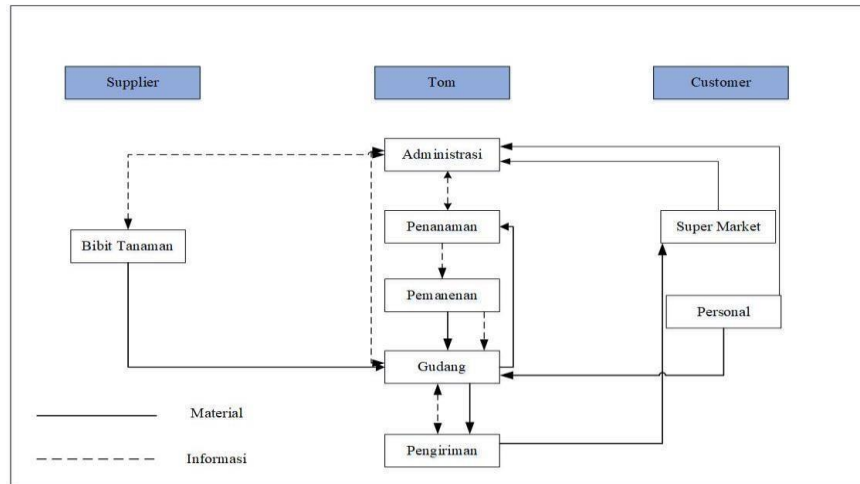 Supplier
Tom
Customer
Administrasi
Penanaman
Super Market
Bibit Tanaman
Pemanenan
Personal
Gudang
Material
Informasi
Pengiriman